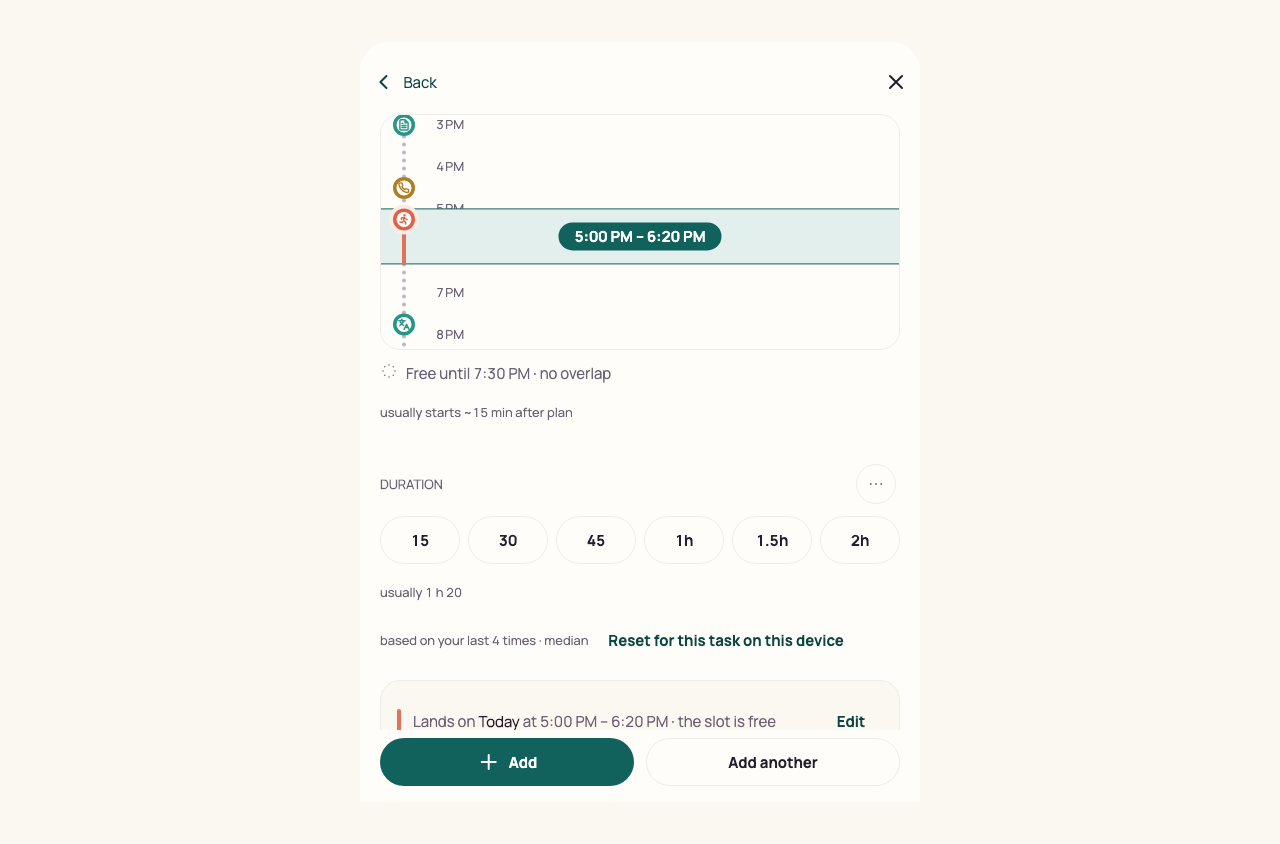 Back
3 PM
4 PM
5 PM
5:00 PM – 6:20 PM
7 PM
8 PM
Free until 7:30 PM · no overlap
usually starts ~15 min after plan
DURATION
15 30 45 1h 1.5h 2h
usually 1 h 20
based on your last 4 times · median Reset for this task on this device
Lands on Today at 5:00 PM – 6:20 PM · the slot is free Edit
Add Add another